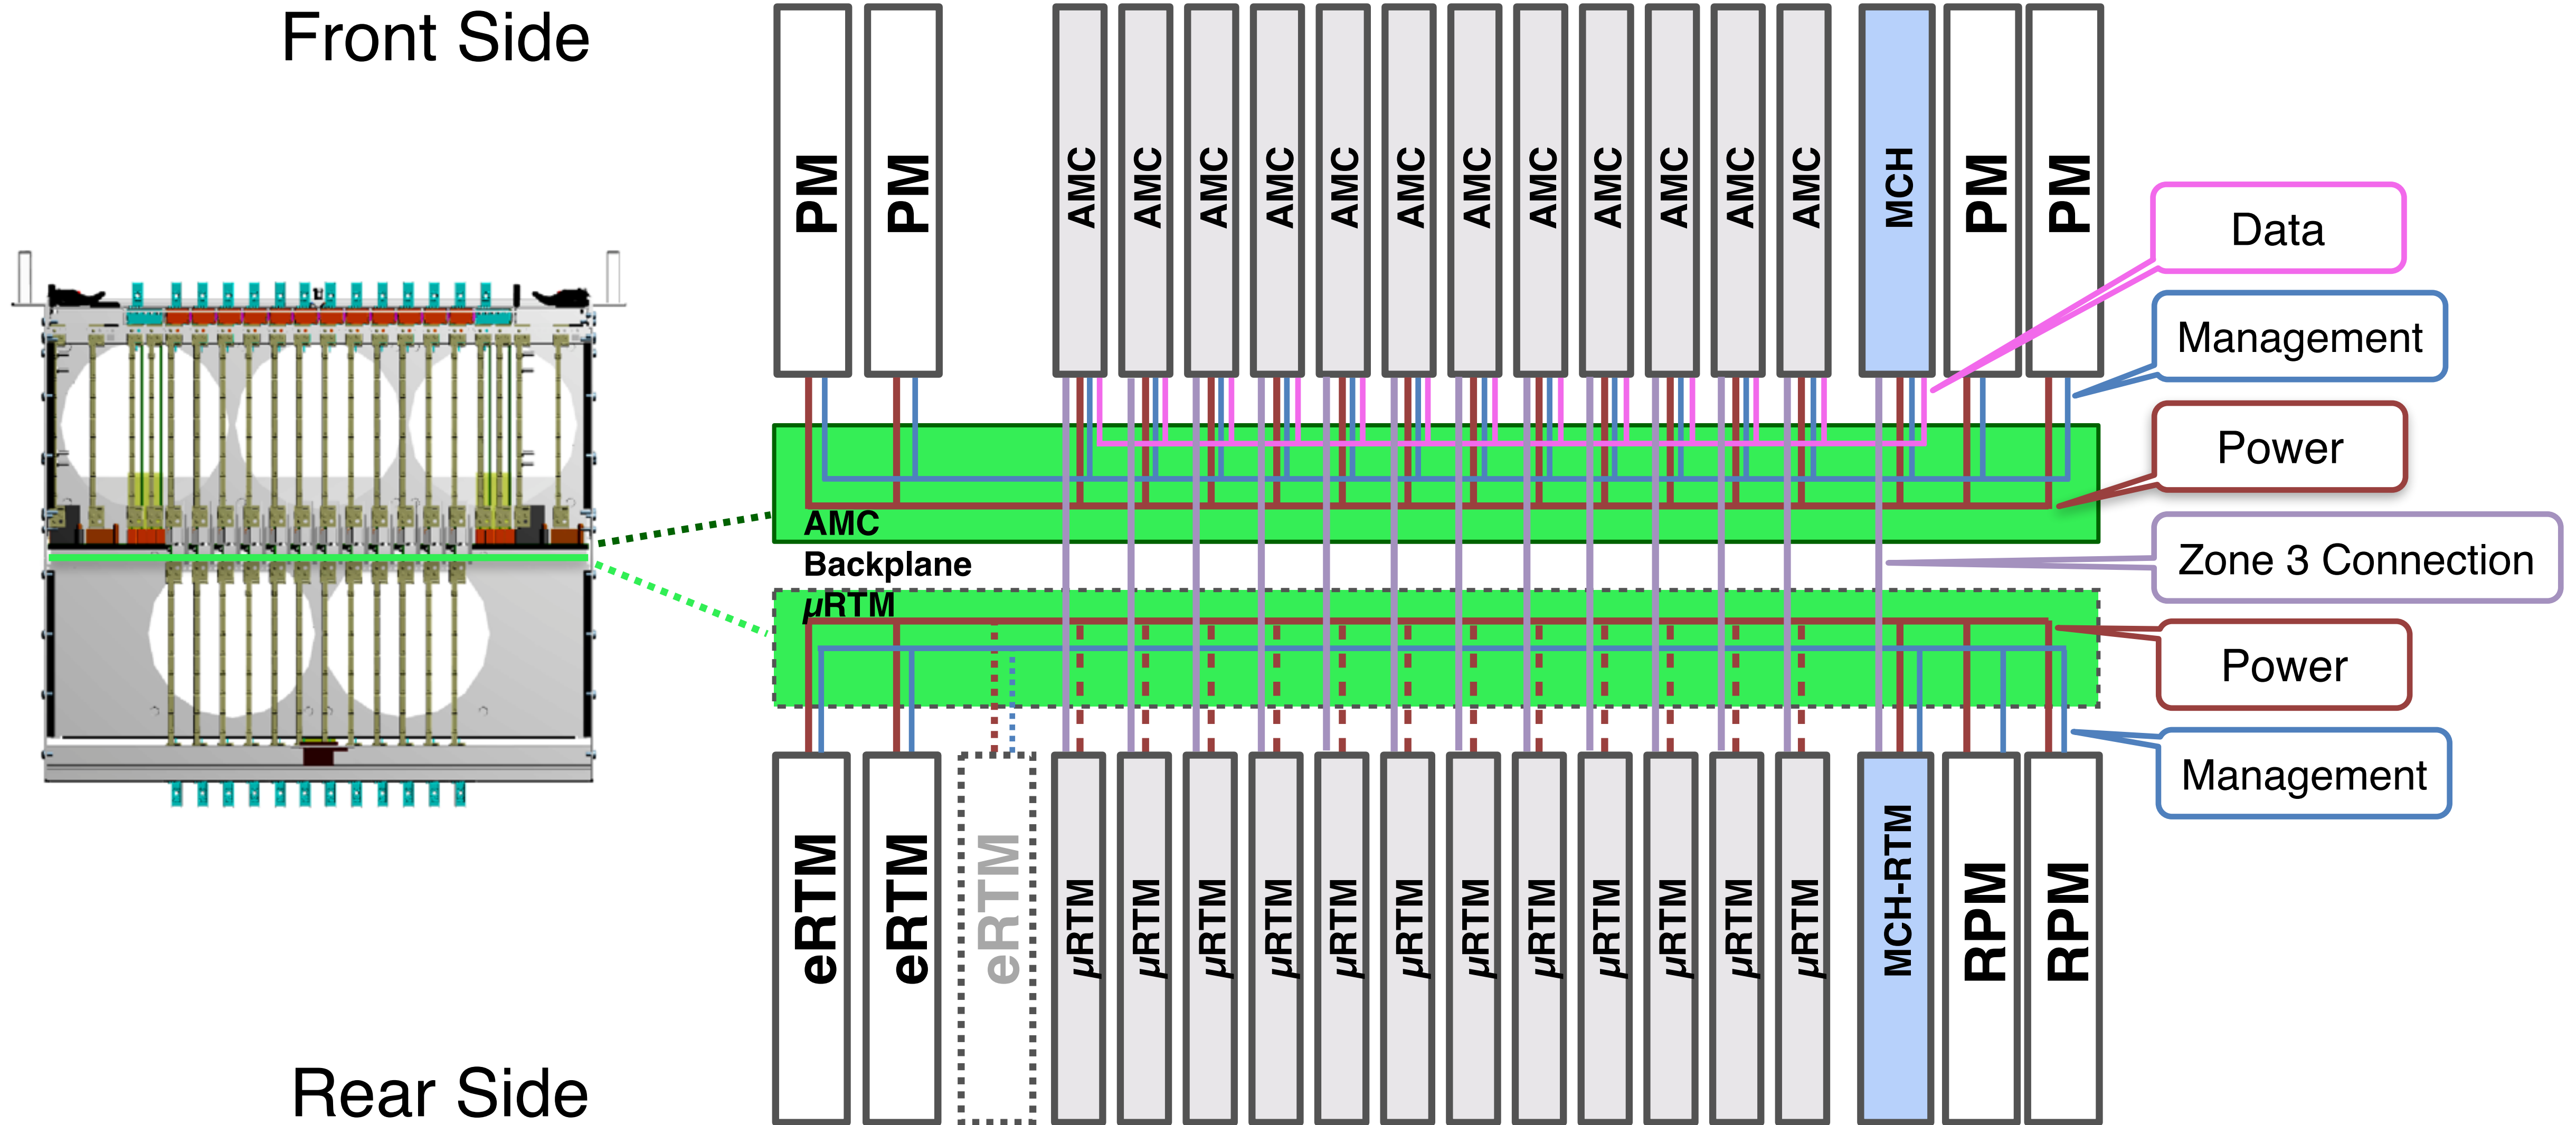 Front Side
PM
PM
AMC
AMC
AMC
AMC
AMC
AMC
AMC
AMC
AMC
AMC
AMC
AMC
MCH
PM
PM
Data
Management
Power
AMC
Backplane
Zone 3 Connection
µRTM
Power
Management
eRTM
eRTM
eRTM
µRTM
µRTM
µRTM
µRTM
µRTM
µRTM
µRTM
µRTM
µRTM
µRTM
µRTM
µRTM
MCH-RTM
RPM
RPM
Rear Side